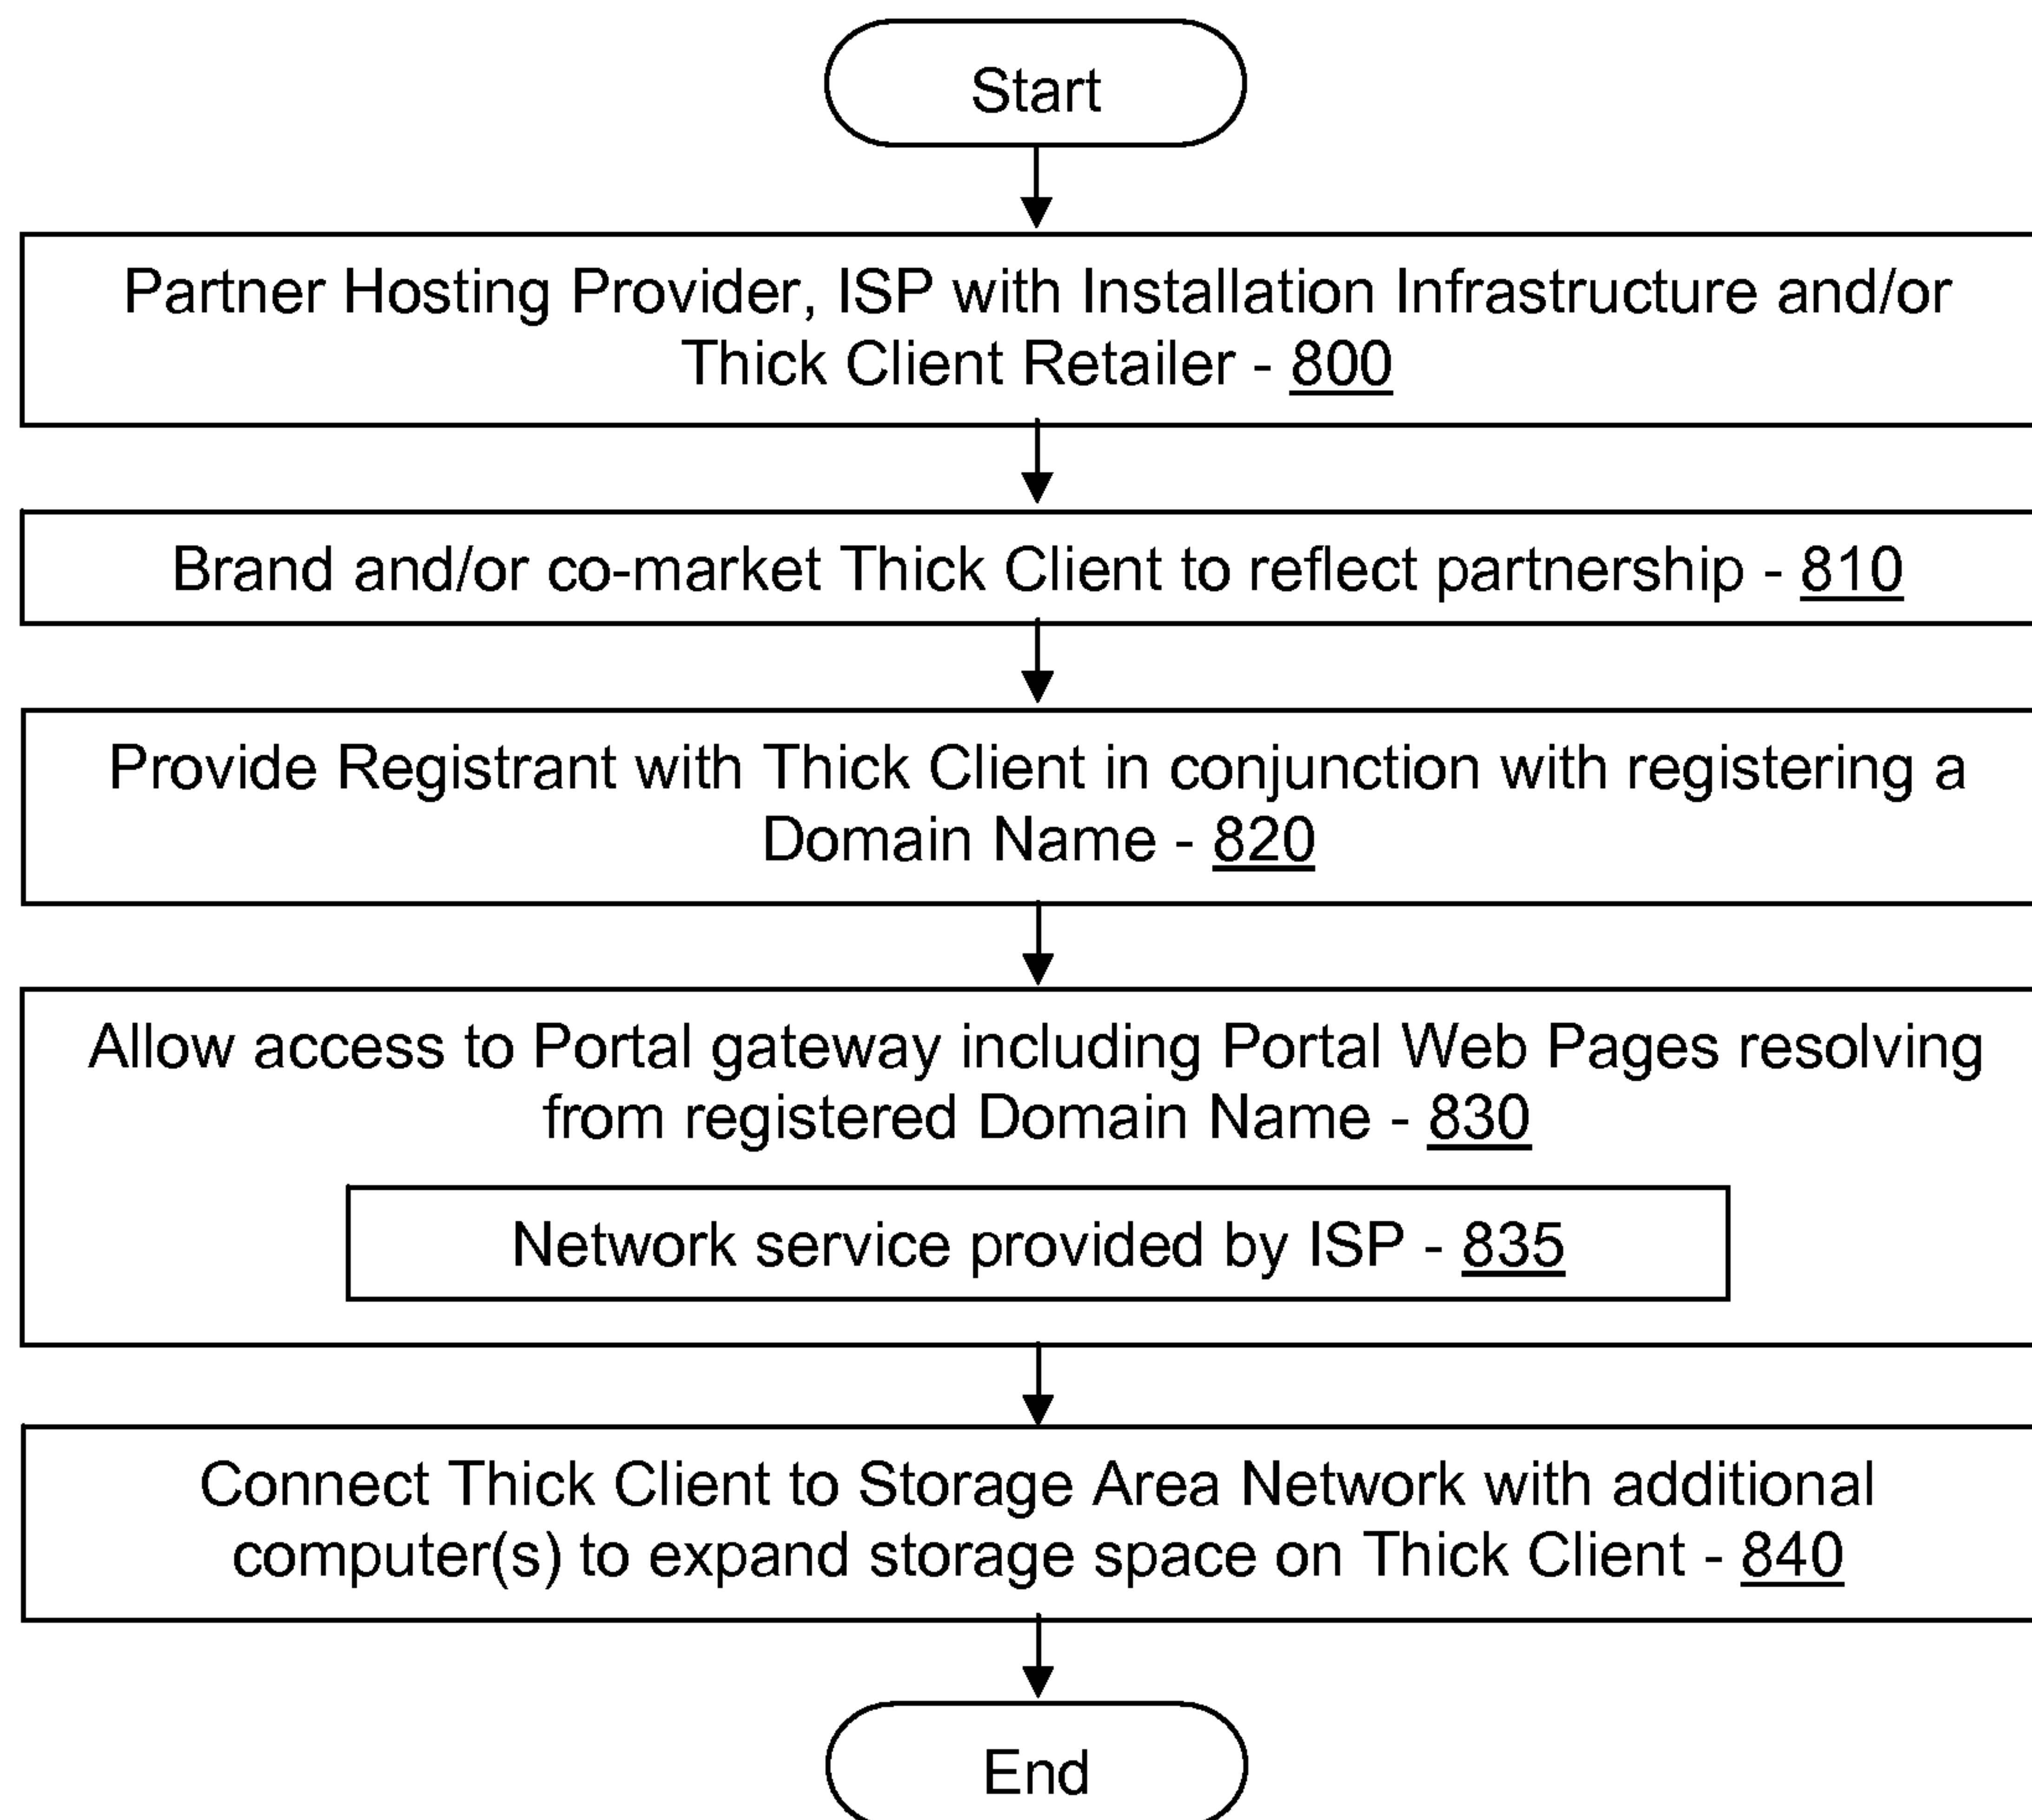 Start
Partner Hosting Provider, ISP with Installation Infrastructure and/or
Thick Client Retailer - 800
Brand and/or co-market Thick Client to reflect partnership - 810
Provide Registrant with Thick Client in conjunction with registering a
Domain Name - 820
Allow access to Portal gateway including Portal Web Pages resolving
from registered Domain Name - 830
Network service provided by ISP - 835
Connect Thick Client to Storage Area Network with additional
computer(s) to expand storage space on Thick Client - 840
End